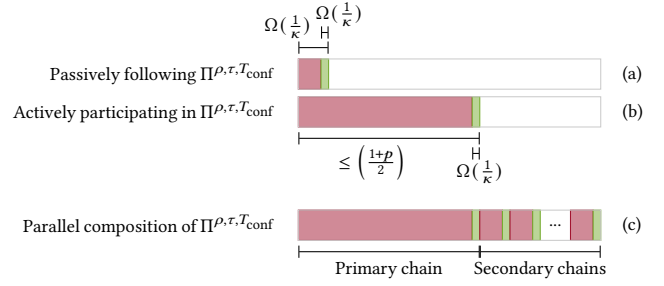 Ω(1/κ)
Ω(1/κ)
Passively following Π^{ρ,τ,T_conf} (a)
Actively participating in Π^{ρ,τ,T_conf} (b)
≤ ((1+p)/2)
Ω(1/κ)
Parallel composition of Π^{ρ,τ,T_conf} ... (c)
Primary chain Secondary chains